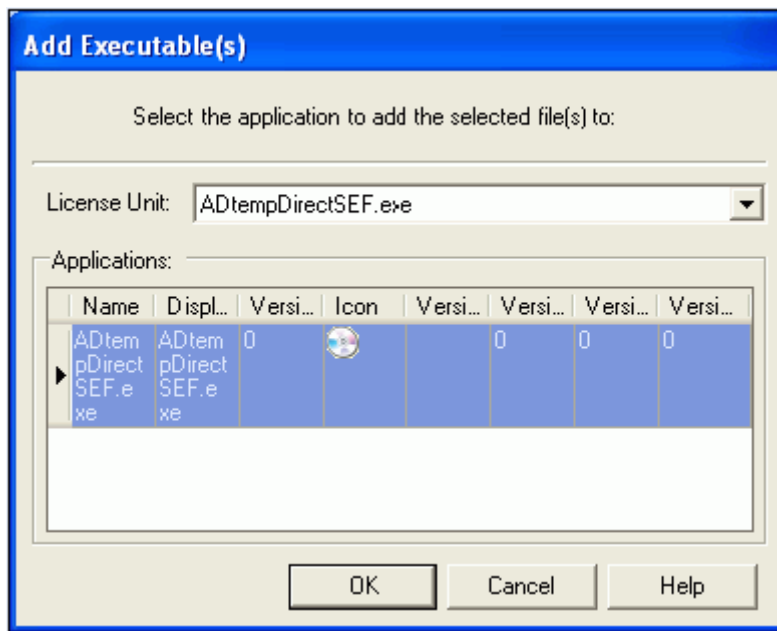 Add Executable(s)
Select the application to add the selected file(s) to:
License Unit: ADtempDirectSEF.exe
Applications:
Name Displ... Versi... Icon Versi... Versi... Versi... Versi...
ADtem ADtem 0 0 0 0
pDirect pDirect
SEF.e SEF.e
xe xe
OK Cancel Help